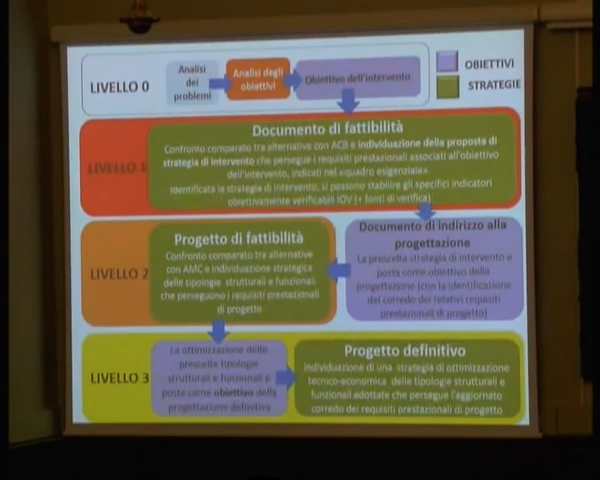 LIVELLO 0
Analisi
dei
problemi
Analisi degli
obiettivi
Obiettivo dell'intervento
OBIETTIVI
STRATEGIE
LIVELLO 1
Documento di fattibilità
Confronto comparato tra alternative con ACB e individuazione della proposta di
strategia di intervento che persegue i requisiti prestazionali associati all'obiettivo
dell'intervento, indicati nel «quadro esigenziale».
Identificata la strategia di intervento, si possono stabilire gli specifici indicatori
obiettivamente verificabili IOV (+ fonti di verifica)
LIVELLO 2
Progetto di fattibilità
Confronto comparato tra alternative
con AMC e individuazione strategica
delle tipologie strutturali e funzionali
che perseguono i requisiti prestazionali
di progetto
Documento di indirizzo alla
progettazione
La prescelta strategia di intervento è
posta come obiettivo della
progettazione (con la identificazione
del corredo dei relativi requisiti
prestazionali di progetto)
LIVELLO 3
La ottimizzazione delle
prescelte tipologie
strutturali e funzionali è
posta come obiettivo della
progettazione definitiva
Progetto definitivo
Individuazione di una strategia di ottimizzazione
tecnico-economica delle tipologie strutturali e
funzionali adottate che persegue l'aggiornato
corredo dei requisiti prestazionali di progetto